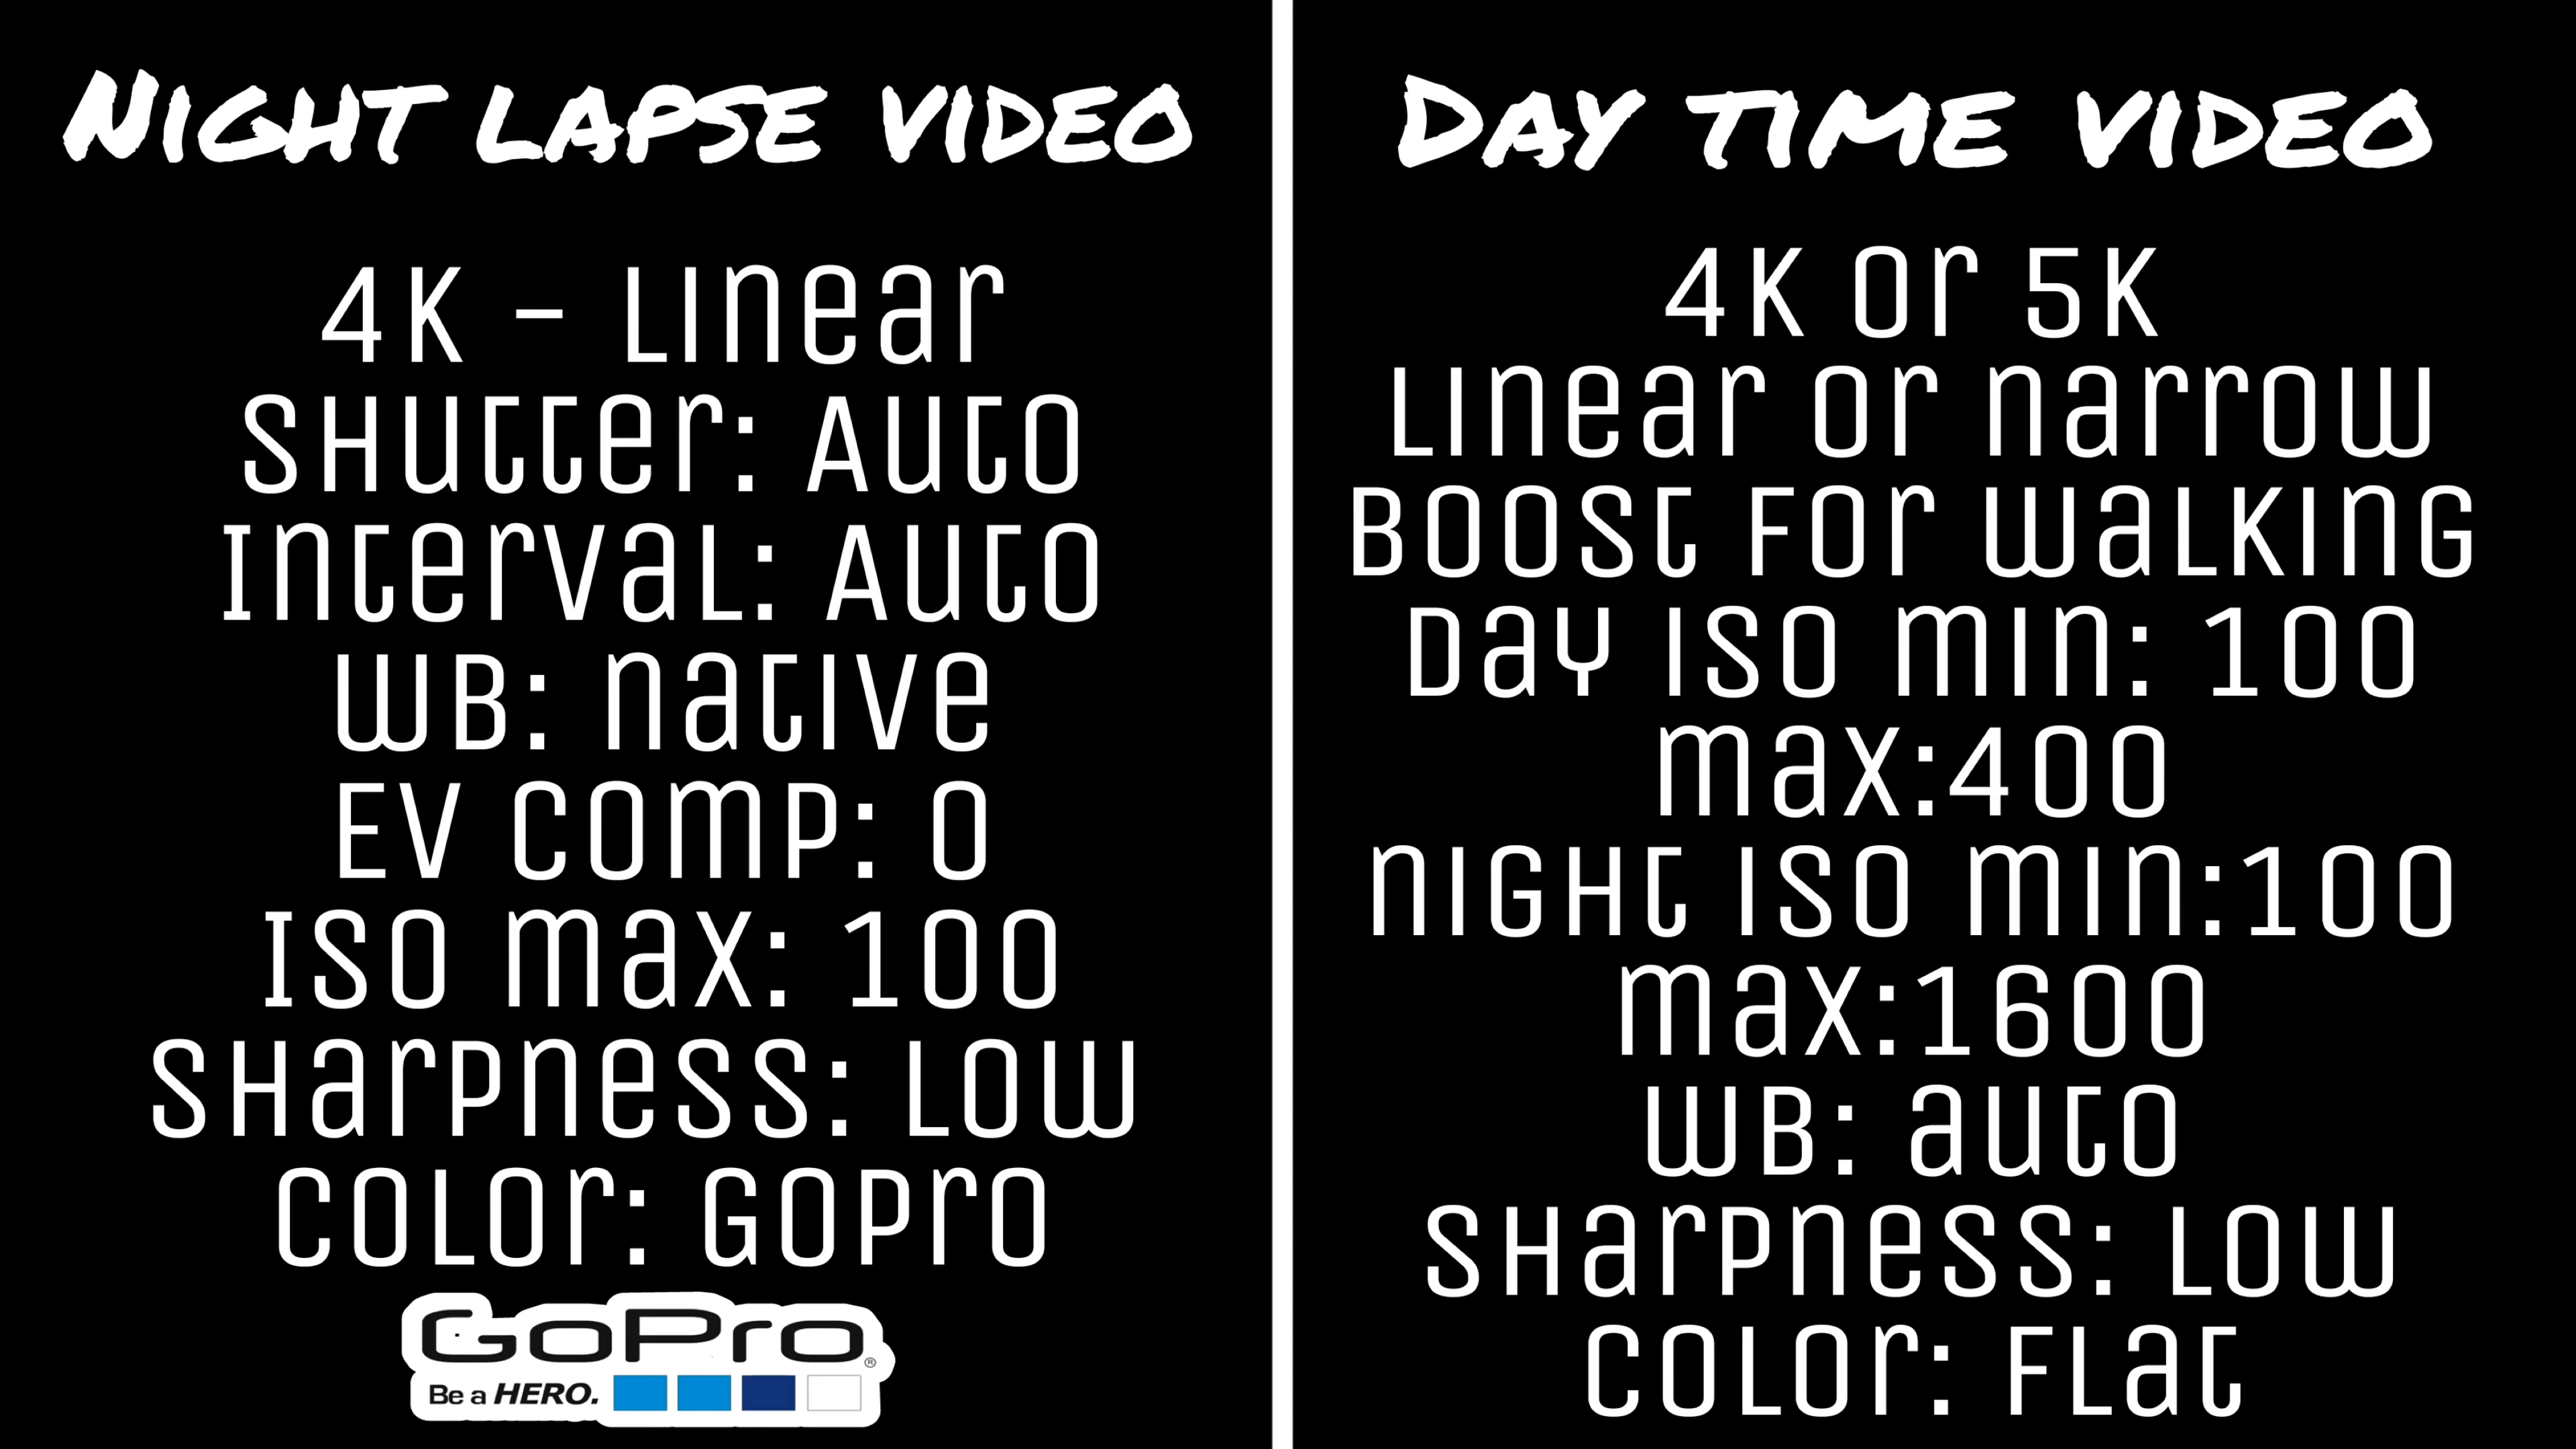 Night lapse video
4K - Linear
Shutter: Auto
Interval: Auto
WB: native
EV comp: 0
ISO max: 100
Sharpness: Low
Color: GoPro
GoPro®
Be a HERO.
Day time video
4K or 5K
Linear or narrow
Boost for walking
Day ISO min: 100
max:400
night ISO min:100
max:1600
WB: auto
Sharpness: Low
Color: Flat